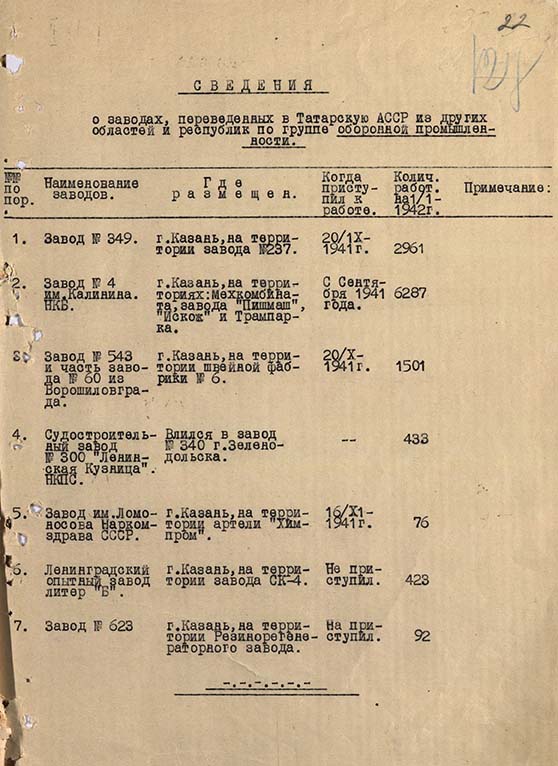 22
С В Е Д Е Н И Я
о заводах, переведенных в Татарскую АССР из других
областей и республик по группе оборонной промышлен-
ности.
№№ по пор. Наименование заводов. Где размещен. Когда присту- пил к работе. Колич. работ. на 1/1- 1942г. Примечание:
1. Завод № 349. г.Казань,на терри- 20/1Х-
тории завода №237. 1941г. 2961
2. Завод № 4 г.Казань,на терри- С Сентя-
им.Калинина. ториях:Мехкомбина- бря 1941 6287
НКВ. та,завода "Пишмаш", года.
"Искож" и Трампар-
ка.
3. Завод № 543 г.Казань,на терри- 20/Х-
и часть заво- тории швейной фаб- 1941г. 1501
да № 60 из рики № 6.
Ворошиловгра-
да.
4. Судостроитель- Влился в завод
ный завод № 340 г.Зелено- -- 433
№ 300 "Ленин- дольска.
ская Кузница".
НКПС.
5. Завод им.Ломо- г.Казань,на терри- 16/Х1-
носова Нарком- тории артели "Хим- 1941г. 76
здрава СССР. пром".
6. Ленинградский г.Казань,на терри- Не при-
опытный завод тории завода СК-4. ступил. 423
литер "Б".
7. Завод № 623 г.Казань,на терри- На при-
тории Резинореге­не- ступил. 92
раторного завода.
-.-.-.-.-.-